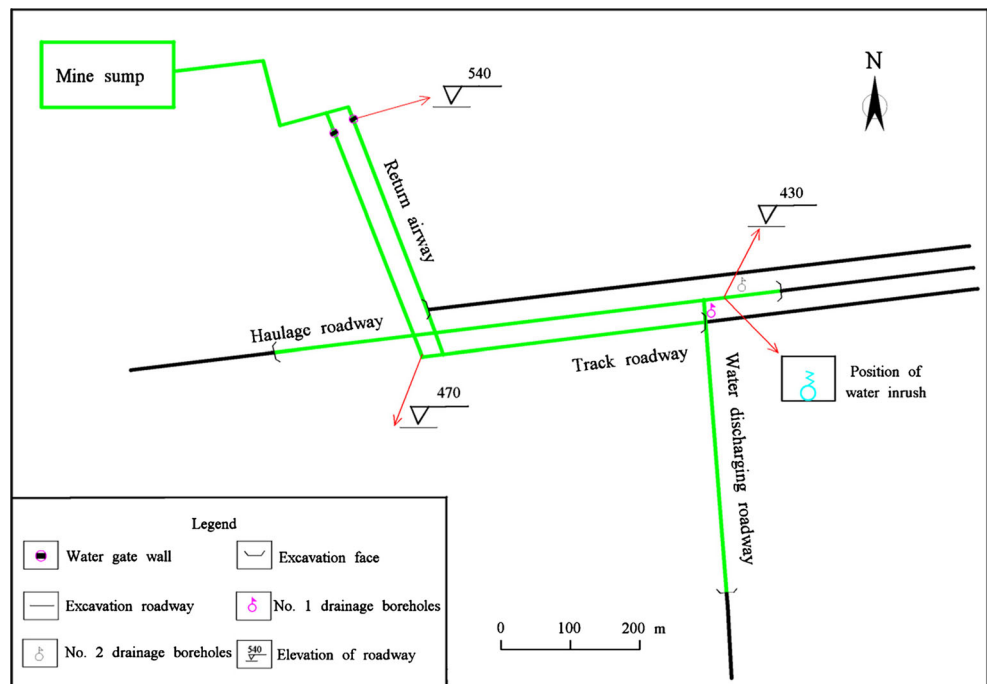 Mine sump
540
N
Return airway
430
Haulage roadway
Track roadway
470
Water discharging roadway
Position of
water inrush
Legend
Water gate wall
Excavation face
Excavation roadway
No. 1 drainage boreholes
No. 2 drainage boreholes
540
Elevation of roadway
0 100 200 m